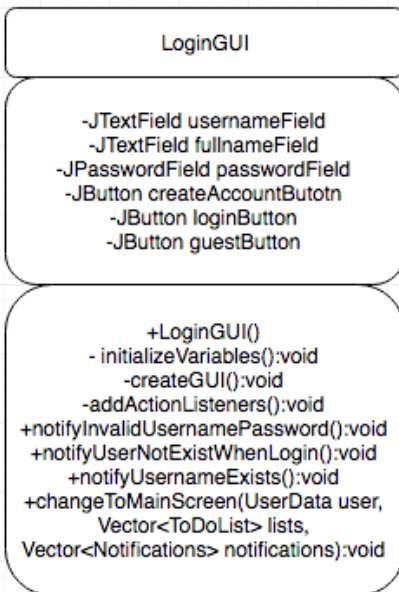 LoginGUI
-JTextField usernameField
-JTextField fullnameField
-JPasswordField passwordField
-JButton createAccountButotn
-JButton loginButton
-JButton guestButton
+LoginGUI()
- initializeVariables():void
-createGUI():void
-addActionListeners():void
+notifyInvalidUsernamePassword():void
+notifyUserNotExistWhenLogin():void
+notifyUsernameExists():void
+changeToMainScreen(UserData user,
Vector<ToDoList> lists,
Vector<Notifications> notifications):void